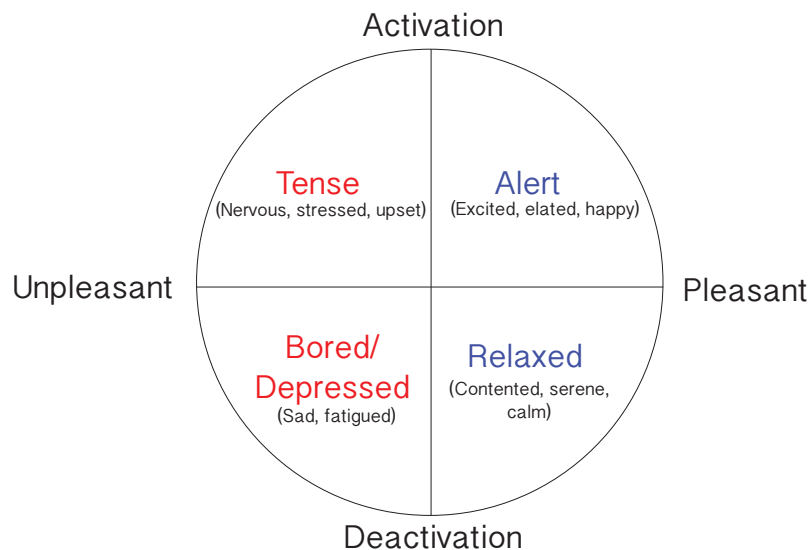 Activation
Tense
(Nervous, stressed, upset)
Alert
(Excited, elated, happy)
Unpleasant
Pleasant
Bored/
Depressed
(Sad, fatigued)
Relaxed
(Contented, serene,
calm)
Deactivation